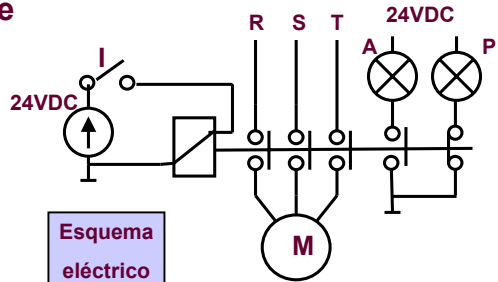 e
R S T
24VDC
I
A
P
24VDC
Esquema
eléctrico
M